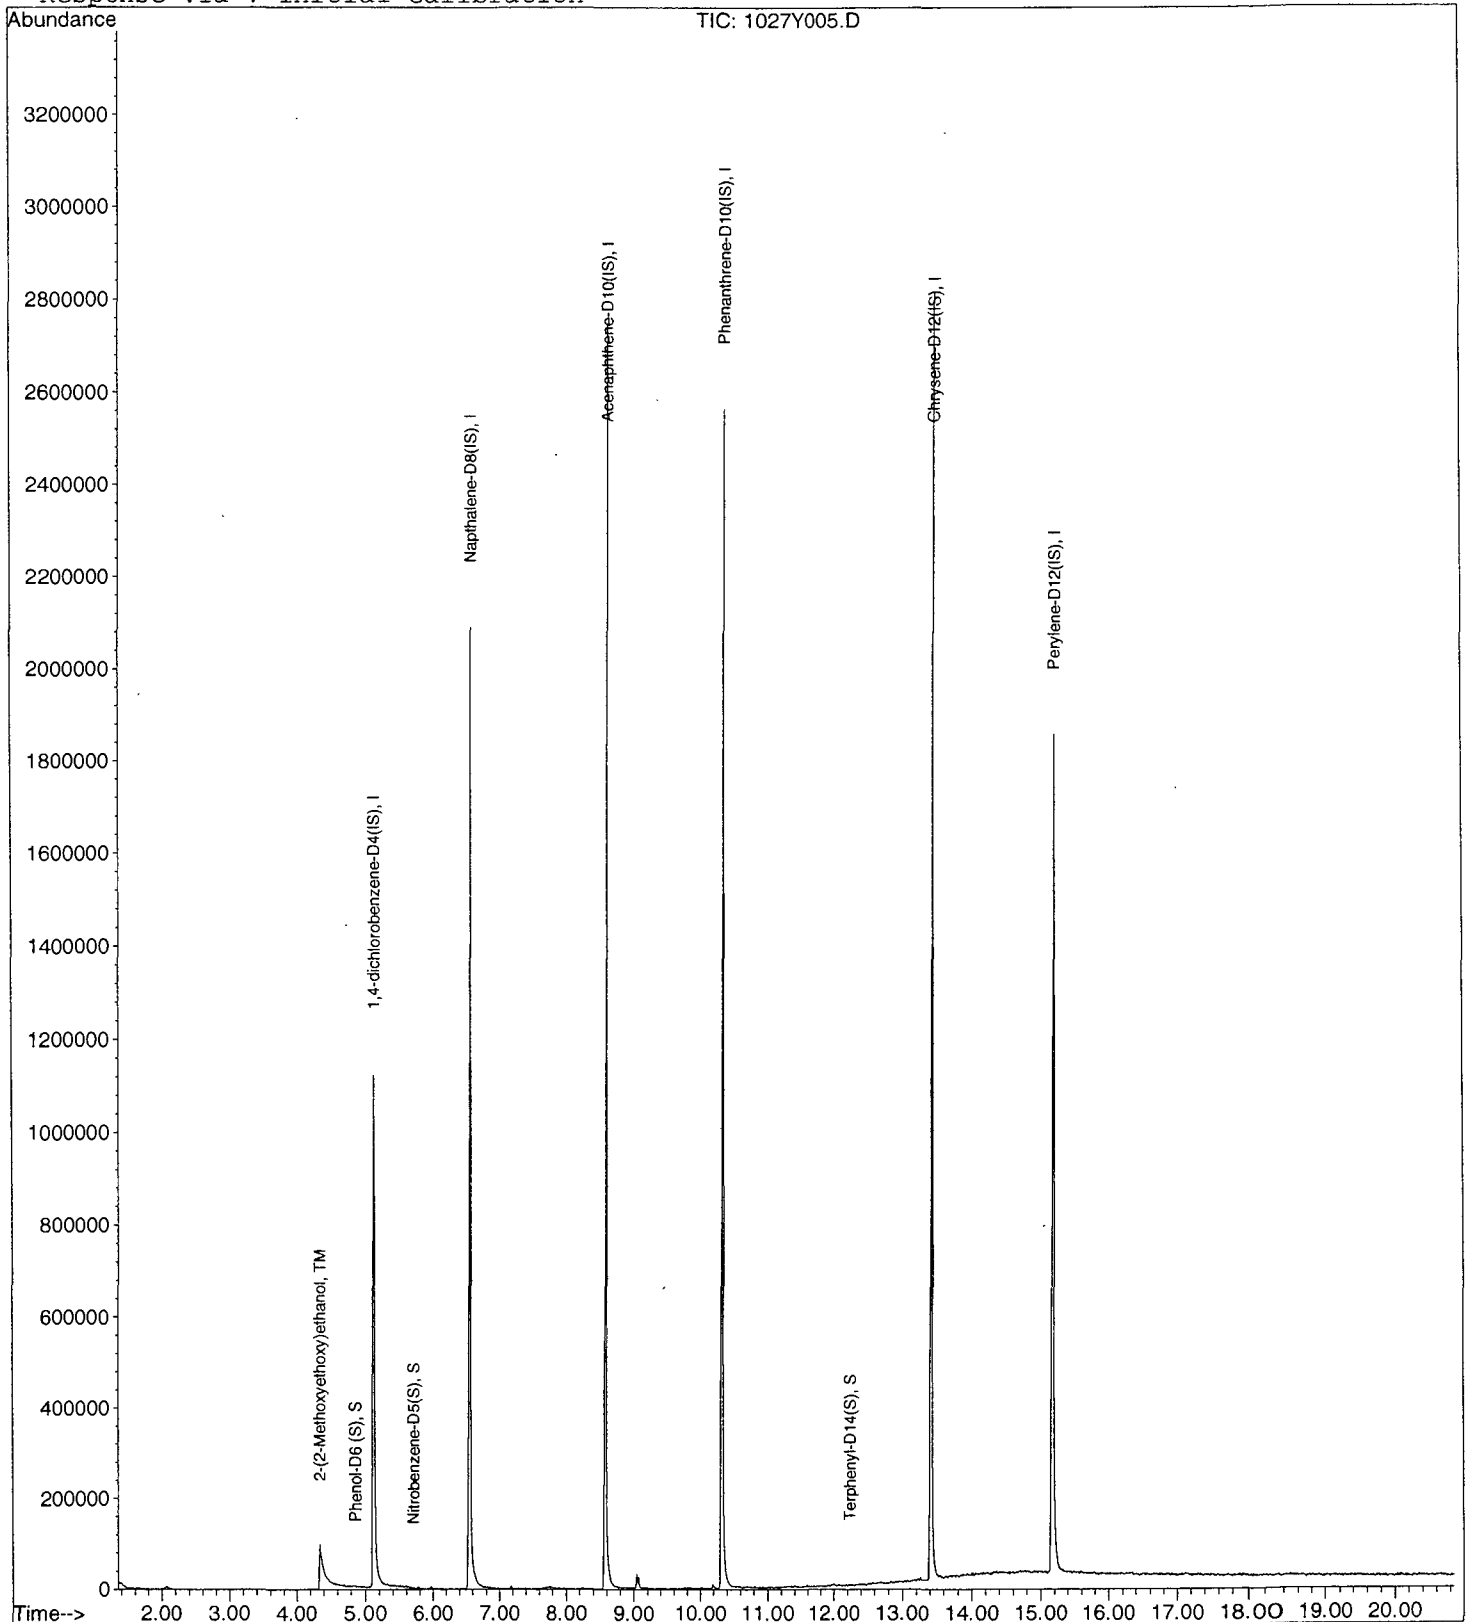 Response via : Initial Calibration
Abundance
TIC: 1027Y005.D
3200000
3000000
2800000
2600000
2400000
2200000
2000000
1800000
1600000
1400000
1200000
1000000
800000
600000
400000
200000
0
2-(2-Methoxyethoxy)ethanol, TM
Phenol-D6 (S), S
1,4-dichlorobenzene-D4(IS), I
Nitrobenzene-D5(S), S
Napthalene-D8(IS), I
Acenaphthene-D10(IS), I
Phenanthrene-D10(IS), I
Terphenyl-D14(S), S
Chrysene-D12(IS), I
Perylene-D12(IS), I
Time--> 2.00 3.00 4.00 5.00 6.00 7.00 8.00 9.00 10.00 11.00 12.00 13.00 14.00 15.00 16.00 17.00 18.00 19.00 20.00